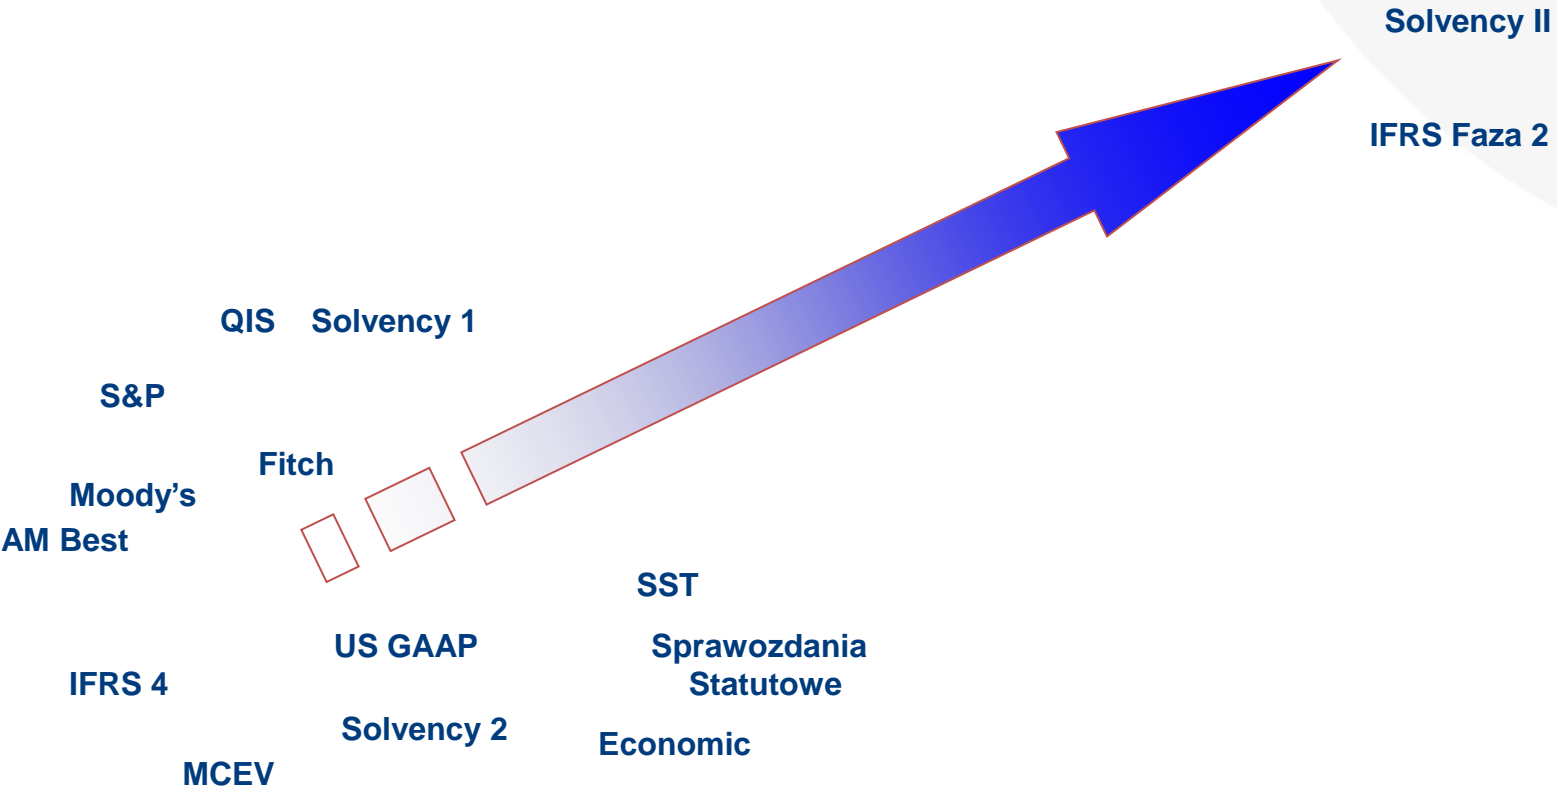 Solvency II
IFRS Faza 2
QIS
Solvency 1
S&P
Fitch
Moody’s
AM Best
SST
US GAAP
Sprawozdania
Statutowe
IFRS 4
Solvency 2
Economic
MCEV